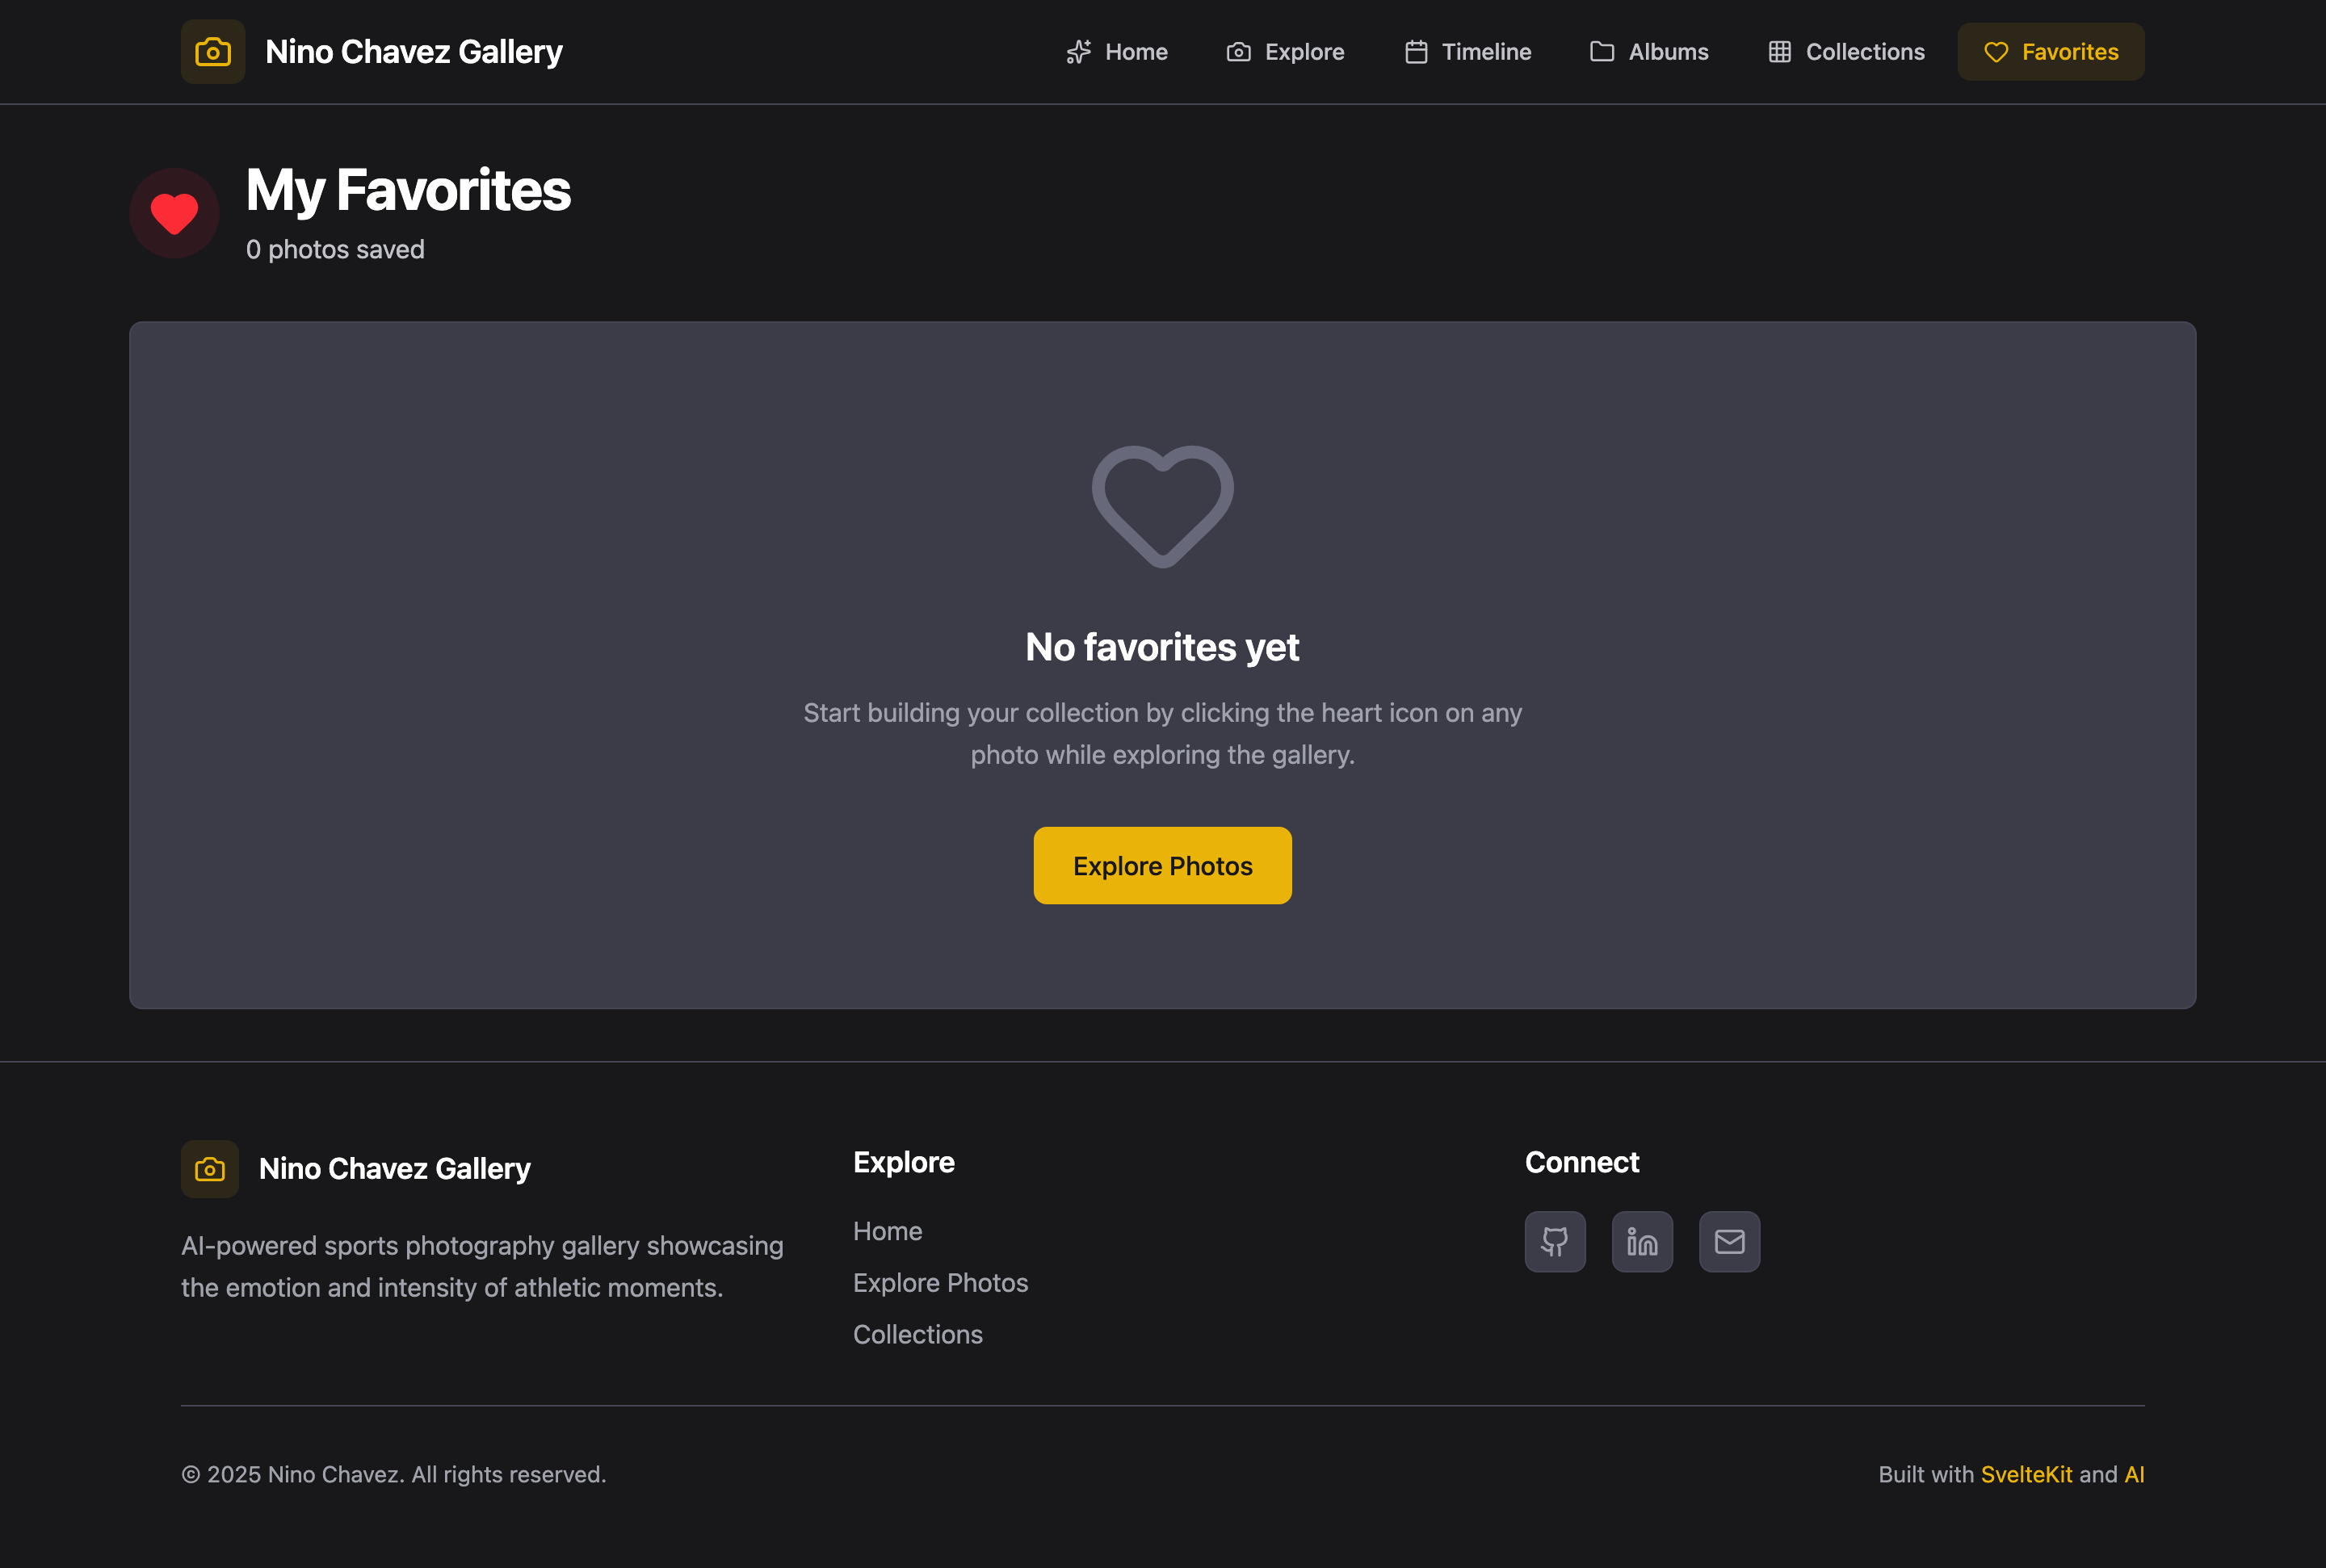 Nino Chavez Gallery
Home
Explore
Timeline
Albums
Collections
Favorites
My Favorites
0 photos saved
No favorites yet
Start building your collection by clicking the heart icon on any
photo while exploring the gallery.
Explore Photos
Nino Chavez Gallery
AI-powered sports photography gallery showcasing
the emotion and intensity of athletic moments.
Explore
Home
Explore Photos
Collections
Connect
© 2025 Nino Chavez. All rights reserved.
Built with SvelteKit and AI